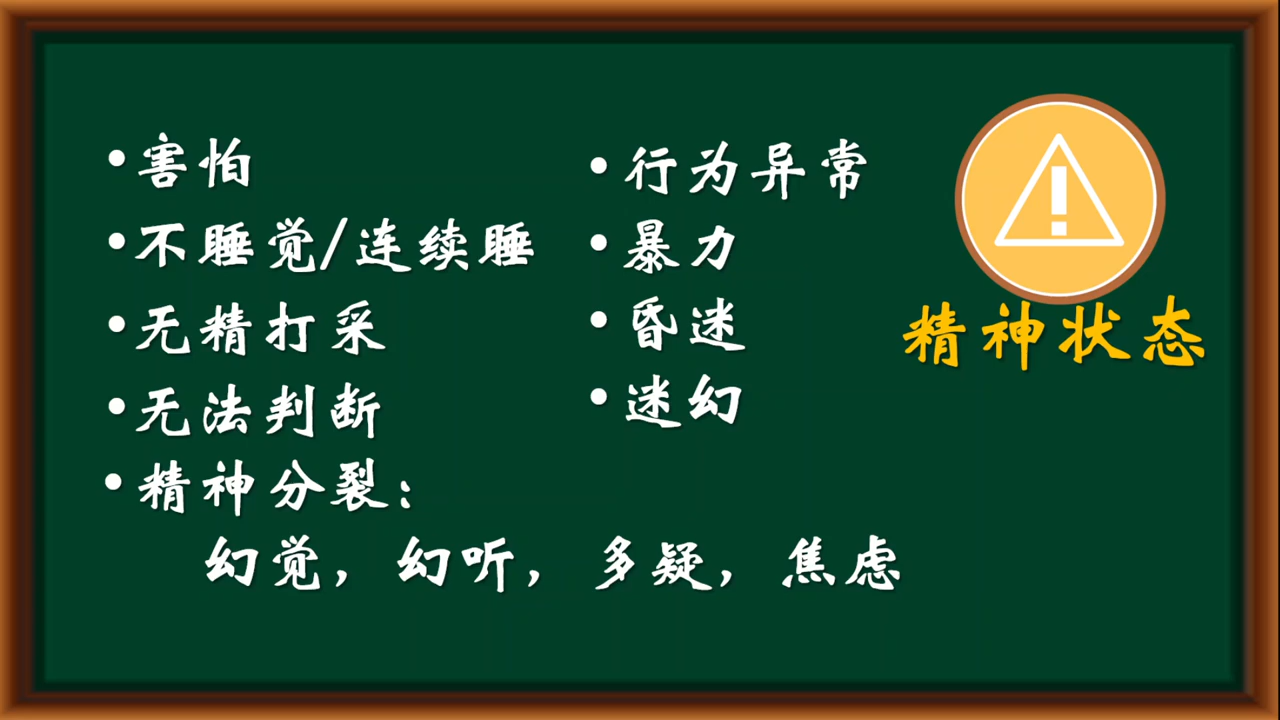 •害怕
•不睡觉/连续睡
•无精打采
•无法判断
•精神分裂：
幻觉，幻听，多疑，焦虑
•行为异常
•暴力
•昏迷
•迷幻
精神状态